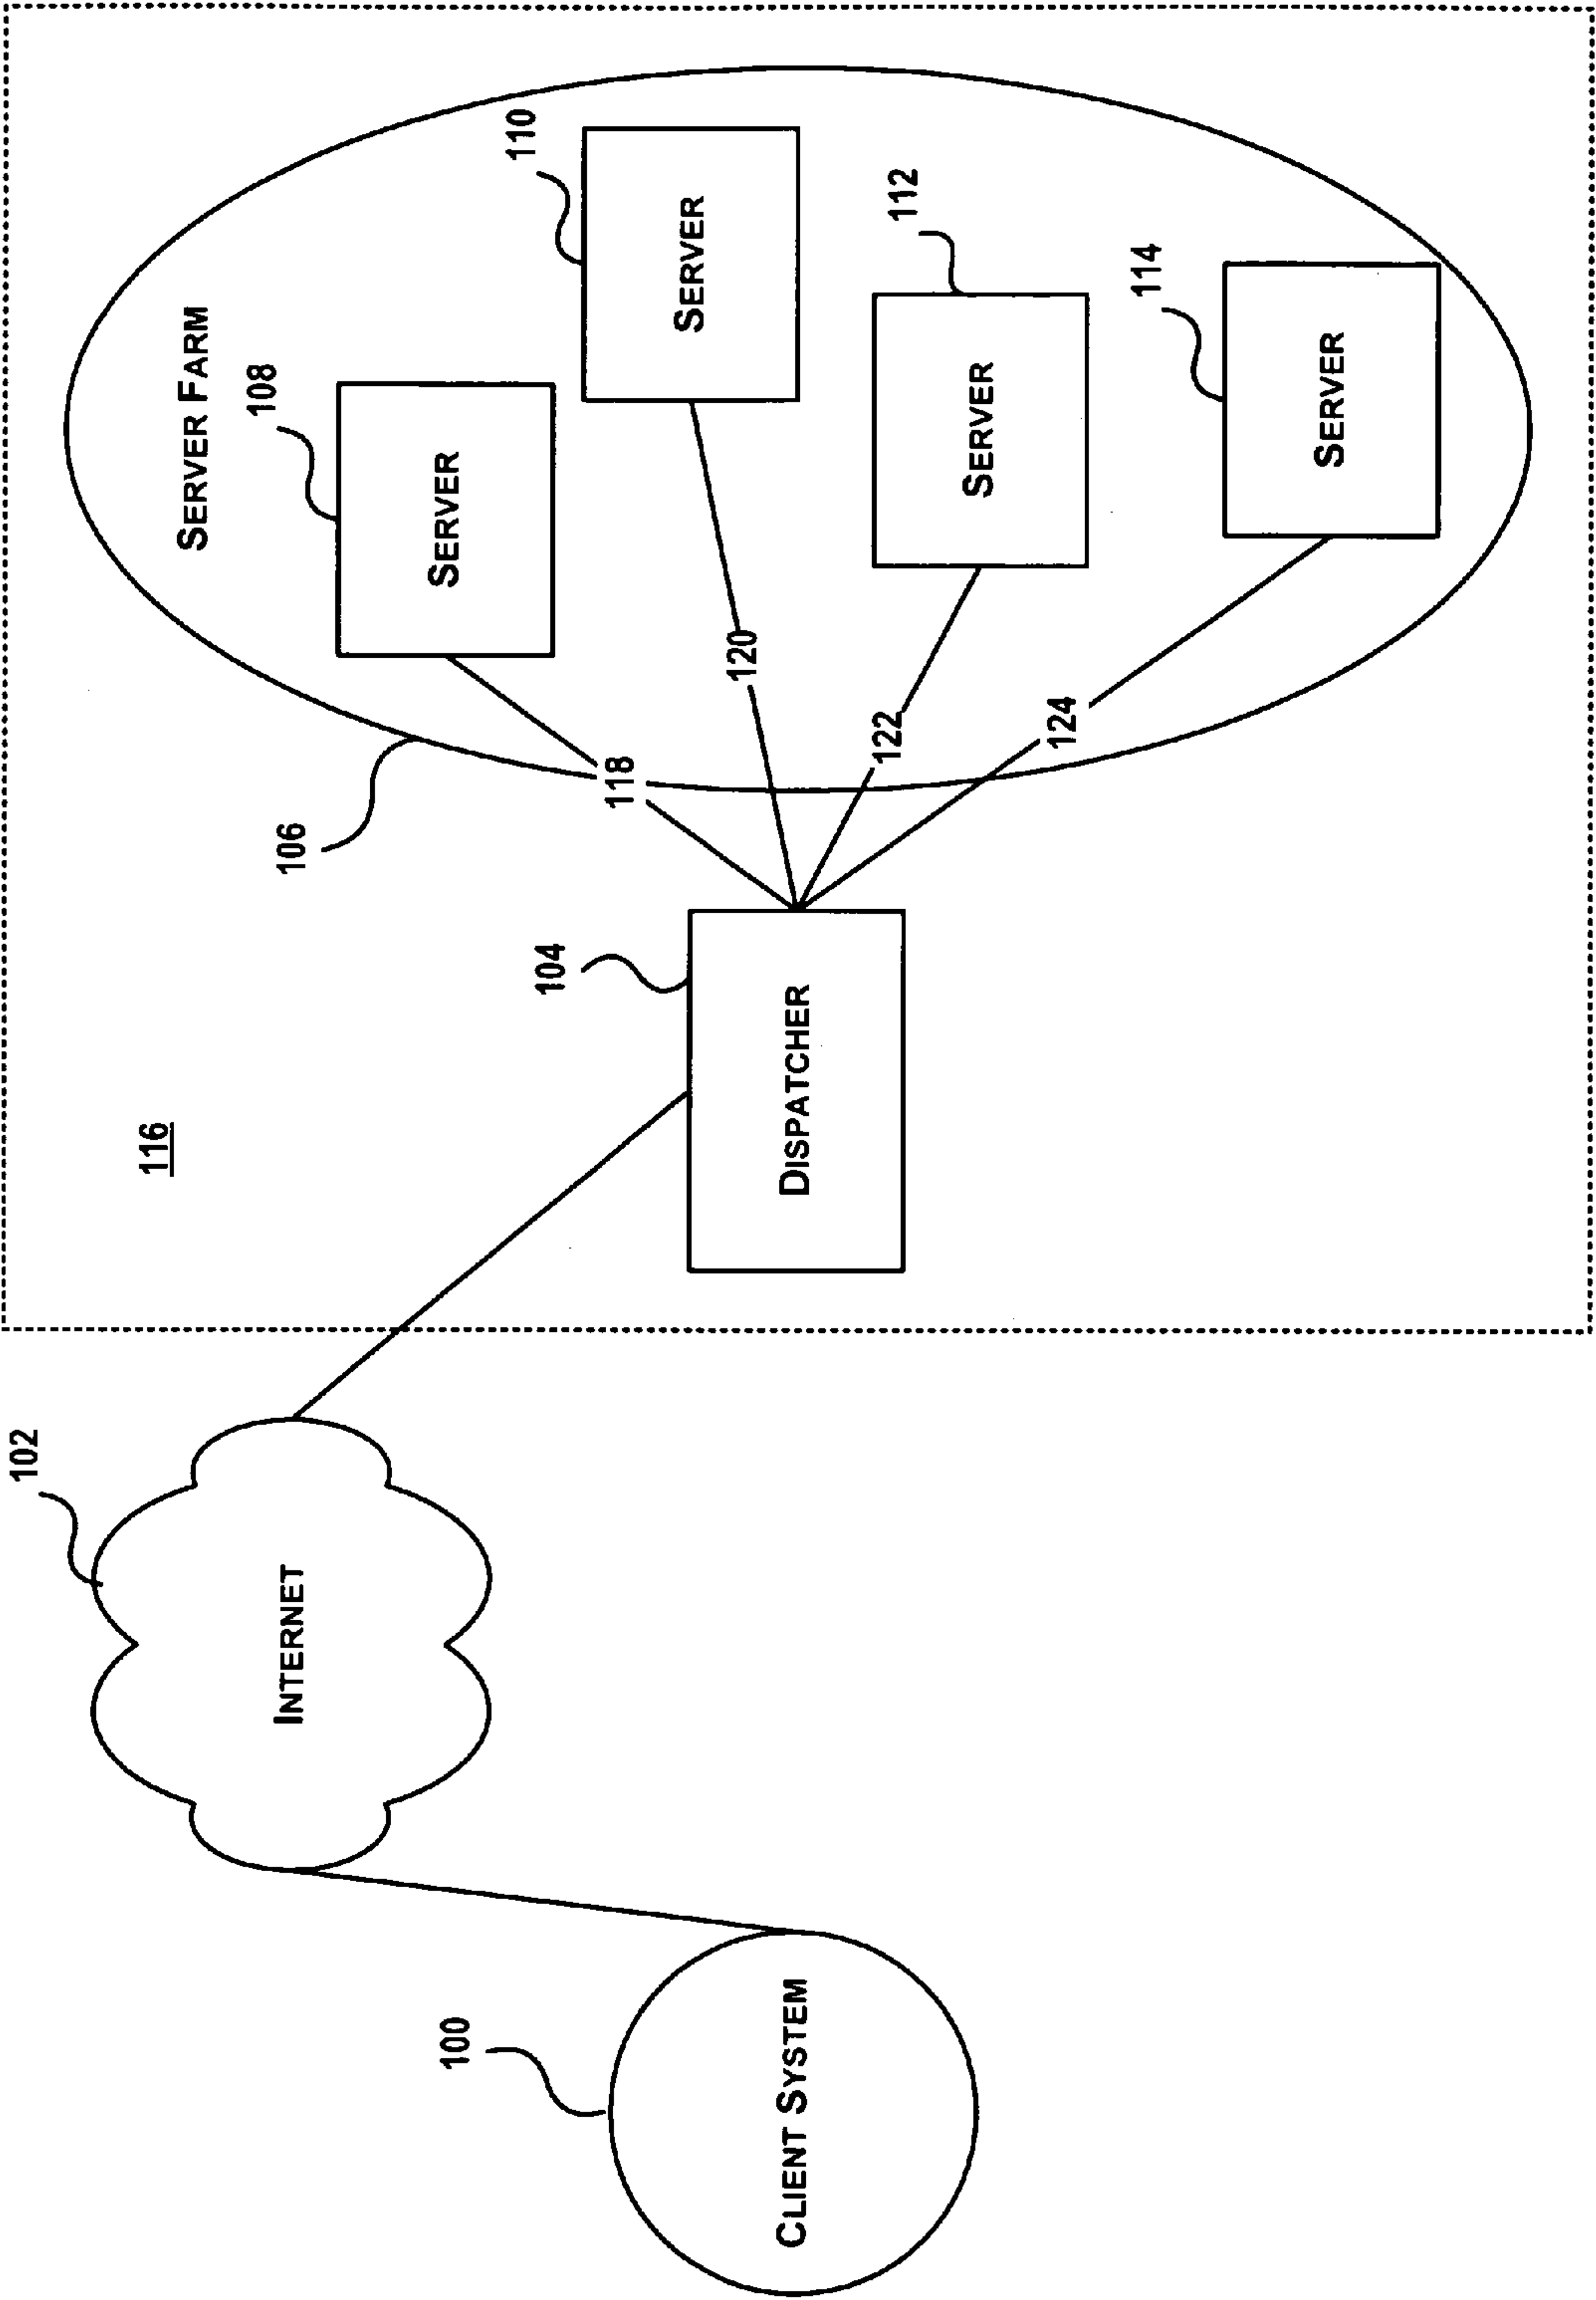 102
INTERNET
100
CLIENT SYSTEM
116
104
DISPATCHER
106
SERVER FARM
118
120
122
124
108
SERVER
110
SERVER
112
SERVER
114
SERVER